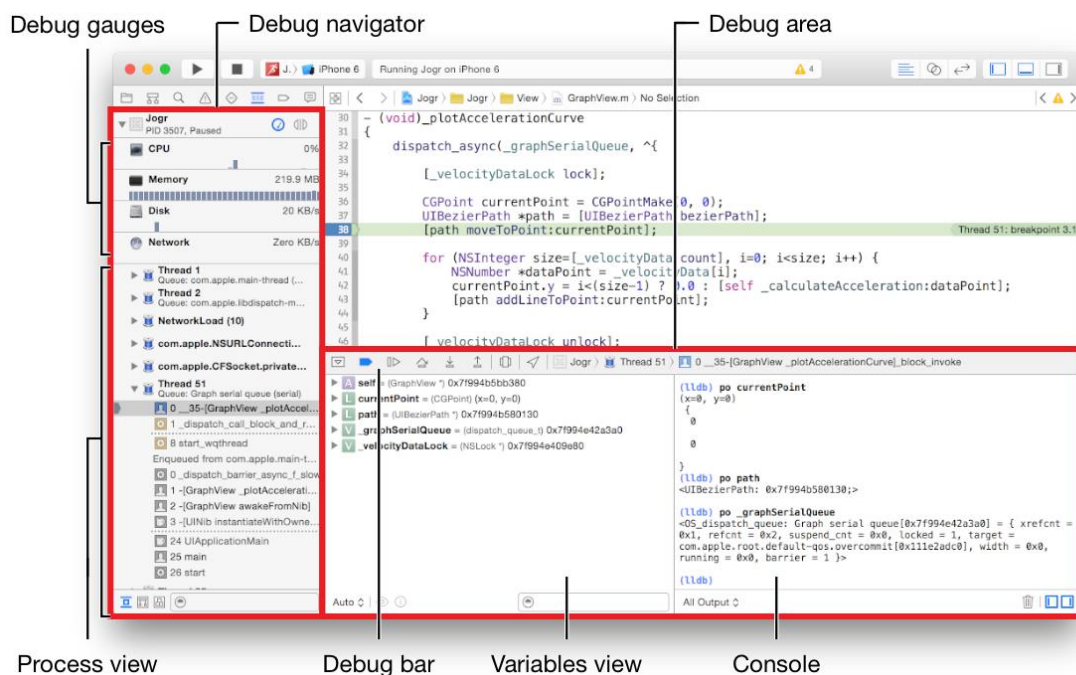 Debug gauges
Debug navigator
Debug area
J. 〉 iPhone 6
Running Jogr on iPhone 6
4
Jogr 〉 Jogr 〉 View 〉 GraphView.m 〉 No Selection
Jogr
PID 3507, Paused
CPU 0%
Memory 219.9 MB
Disk 20 KB/s
Network Zero KB/s
Thread 1
Queue: com.apple.main-thread (...
Thread 2
Queue: com.apple.libdispatch-m...
NetworkLoad (10)
com.apple.NSURLConnecti...
com.apple.CFSocket.private...
Thread 51
Queue: Graph serial queue (serial)
0 __35-[GraphView _plotAccel...
1 _dispatch_call_block_and_r...
8 start_wqthread
Enqueued from com.apple.main-t...
0 _dispatch_barrier_async_f_slow
1 -[GraphView _plotAccelerati...
2 -[GraphView awakeFromNib]
3 -[UINib instantiateWithOwne...
24 UIApplicationMain
25 main
26 start
30 - (void)_plotAccelerationCurve
31 {
32 dispatch_async(_graphSerialQueue, ^{
33
34 [_velocityDataLock lock];
35
36 CGPoint currentPoint = CGPointMake(0, 0);
37 UIBezierPath *path = [UIBezierPath bezierPath];
38 [path moveToPoint:currentPoint]; Thread 51: breakpoint 3.1
39
40 for (NSInteger size=[_velocityData count], i=0; i<size; i++) {
41 NSNumber *dataPoint = _velocityData[i];
42 currentPoint.y = i<(size-1) ? 0.0 : [self _calculateAcceleration:dataPoint];
43 [path addLineToPoint:currentPoint];
44 }
45
46 [_velocityDataLock unlock];
Jogr 〉 Thread 51 〉 0 __35-[GraphView _plotAccelerationCurve]_block_invoke
A self = (GraphView *) 0x7f994b5bb380
L currentPoint = (CGPoint) (x=0, y=0)
L path = (UIBezierPath *) 0x7f994b580130
V _graphSerialQueue = (dispatch_queue_t) 0x7f994e42a3a0
V _velocityDataLock = (NSLock *) 0x7f994e409e80
Auto
(lldb) po currentPoint
(x=0, y=0)
{
0
0
}
(lldb) po path
<UIBezierPath: 0x7f994b580130;>
(lldb) po _graphSerialQueue
<OS_dispatch_queue: Graph serial queue[0x7f994e42a3a0] = { xrefcnt =
0x1, refcnt = 0x2, suspend_cnt = 0x0, locked = 1, target =
com.apple.root.default-qos.overcommit[0x111e2adc0], width = 0x0,
running = 0x0, barrier = 1 }>
(lldb)
All Output
Process view
Debug bar
Variables view
Console